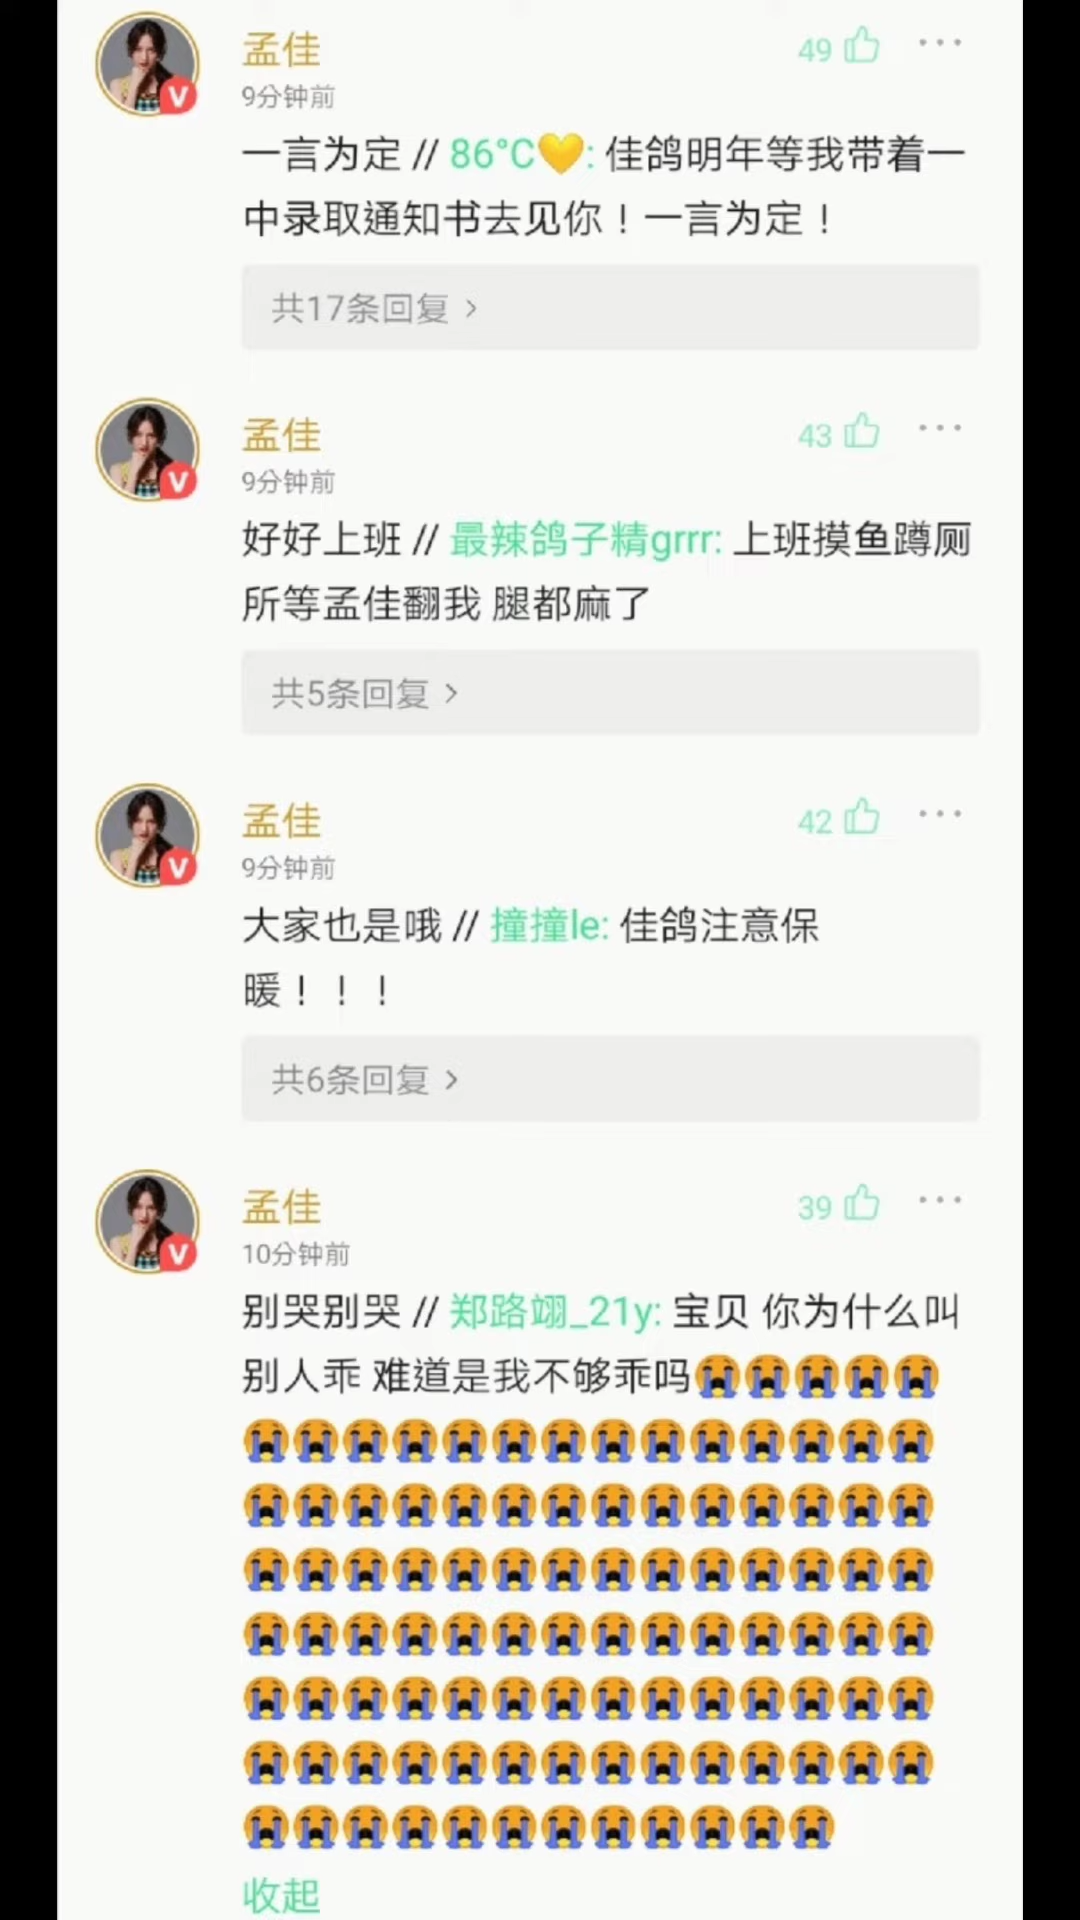 孟佳
49
9分钟前
一言为定 // 86°C💛: 佳鸽明年等我带着一
中录取通知书去见你！一言为定！
共17条回复 >
孟佳
43
9分钟前
好好上班 // 最辣鸽子精grrr: 上班摸鱼蹲厕
所等孟佳翻我 腿都麻了
共5条回复 >
孟佳
42
9分钟前
大家也是哦 // 撞撞le: 佳鸽注意保
暖！！！
共6条回复 >
孟佳
39
10分钟前
别哭别哭 // 郑路翊_21y: 宝贝 你为什么叫
别人乖 难道是我不够乖吗😭😭😭😭😭
😭😭😭😭😭😭😭😭😭😭😭😭😭😭
😭😭😭😭😭😭😭😭😭😭😭😭😭😭
😭😭😭😭😭😭😭😭😭😭😭😭😭😭
😭😭😭😭😭😭😭😭😭😭😭😭😭😭
😭😭😭😭😭😭😭😭😭😭😭😭😭😭
😭😭😭😭😭😭😭😭😭😭😭😭😭😭
😭😭😭😭😭😭😭😭😭😭😭😭
收起